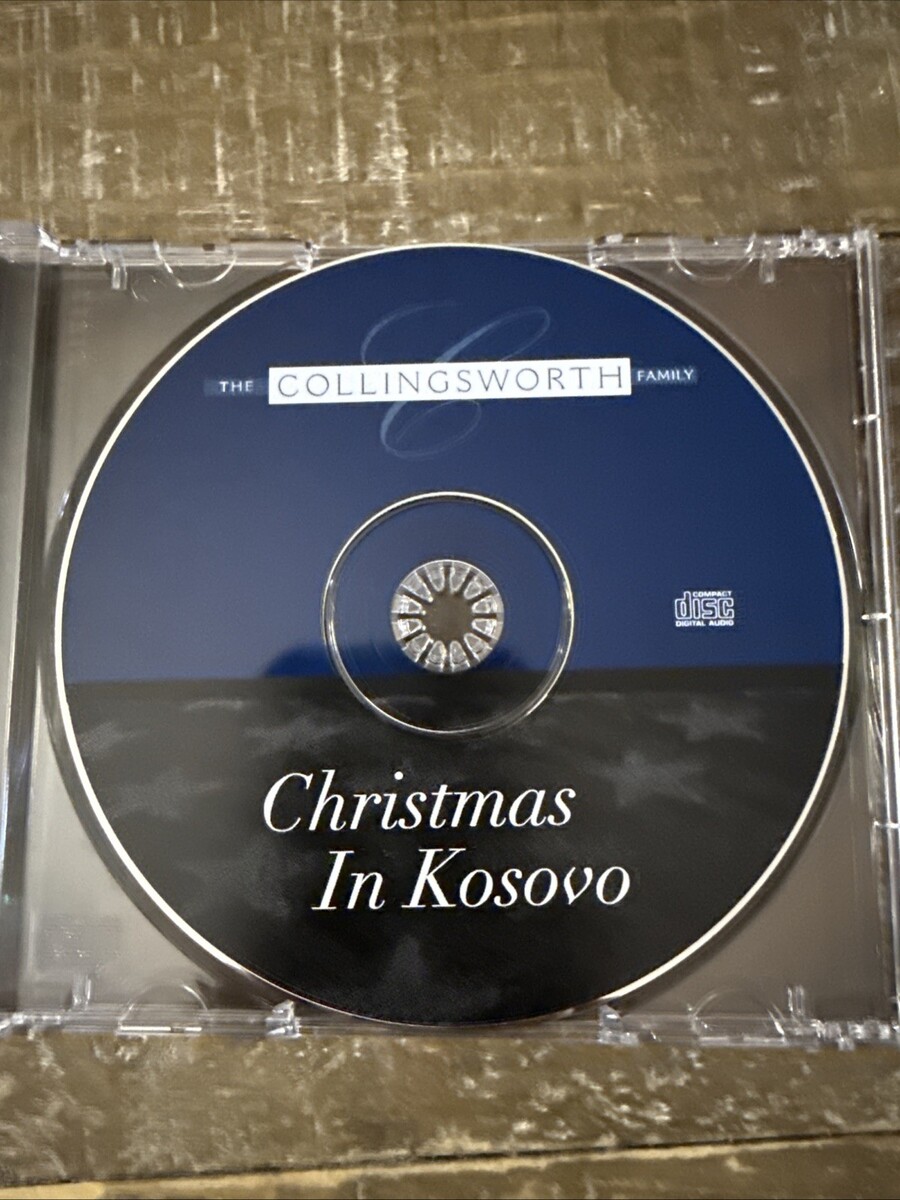 THE COLLINGSWORTH FAMILY
COMPACT
disc
DIGITAL AUDIO
Christmas
In Kosovo